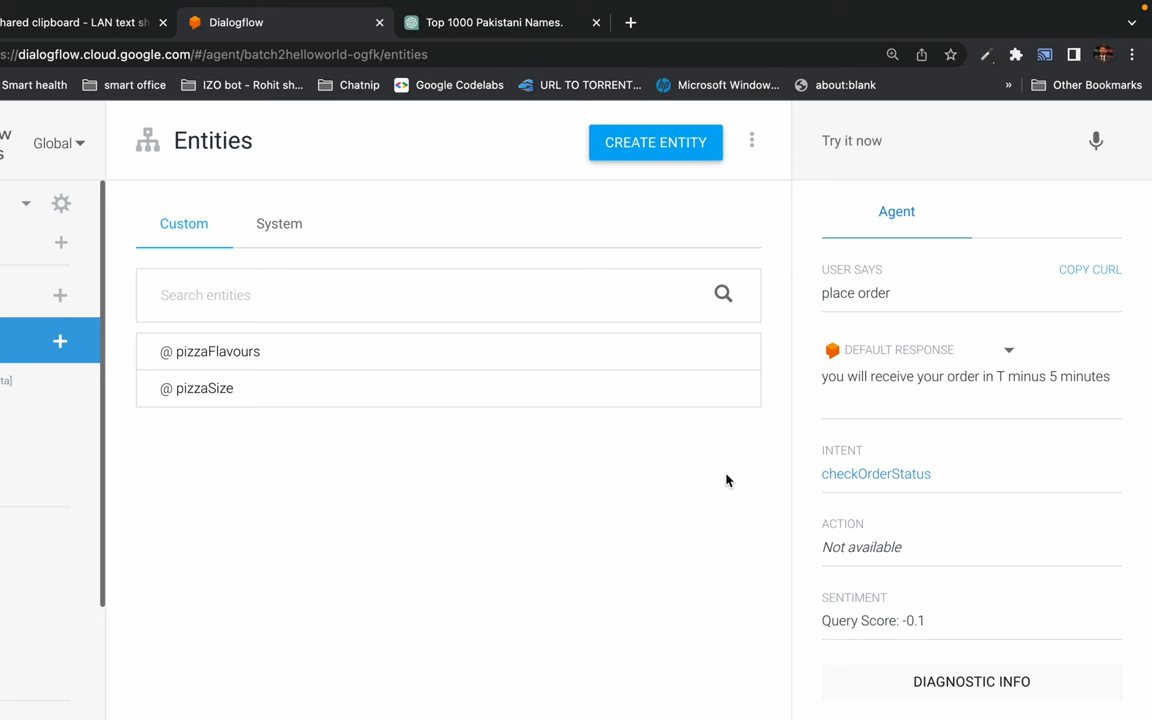 hared clipboard - LAN text sh
Dialogflow
Top 1000 Pakistani Names.
s://dialogflow.cloud.google.com/#/agent/batch2helloworld-ogfk/entities
Smart health
smart office
IZO bot - Rohit sh...
Chatnip
Google Codelabs
URL TO TORRENT...
Microsoft Window...
about:blank
»
Other Bookmarks
Global
Entities
CREATE ENTITY
Try it now
Custom
System
Agent
Search entities
USER SAYS
COPY CURL
place order
@ pizzaFlavours
@ pizzaSize
DEFAULT RESPONSE
you will receive your order in T minus 5 minutes
ta]
INTENT
checkOrderStatus
ACTION
Not available
SENTIMENT
Query Score: -0.1
DIAGNOSTIC INFO